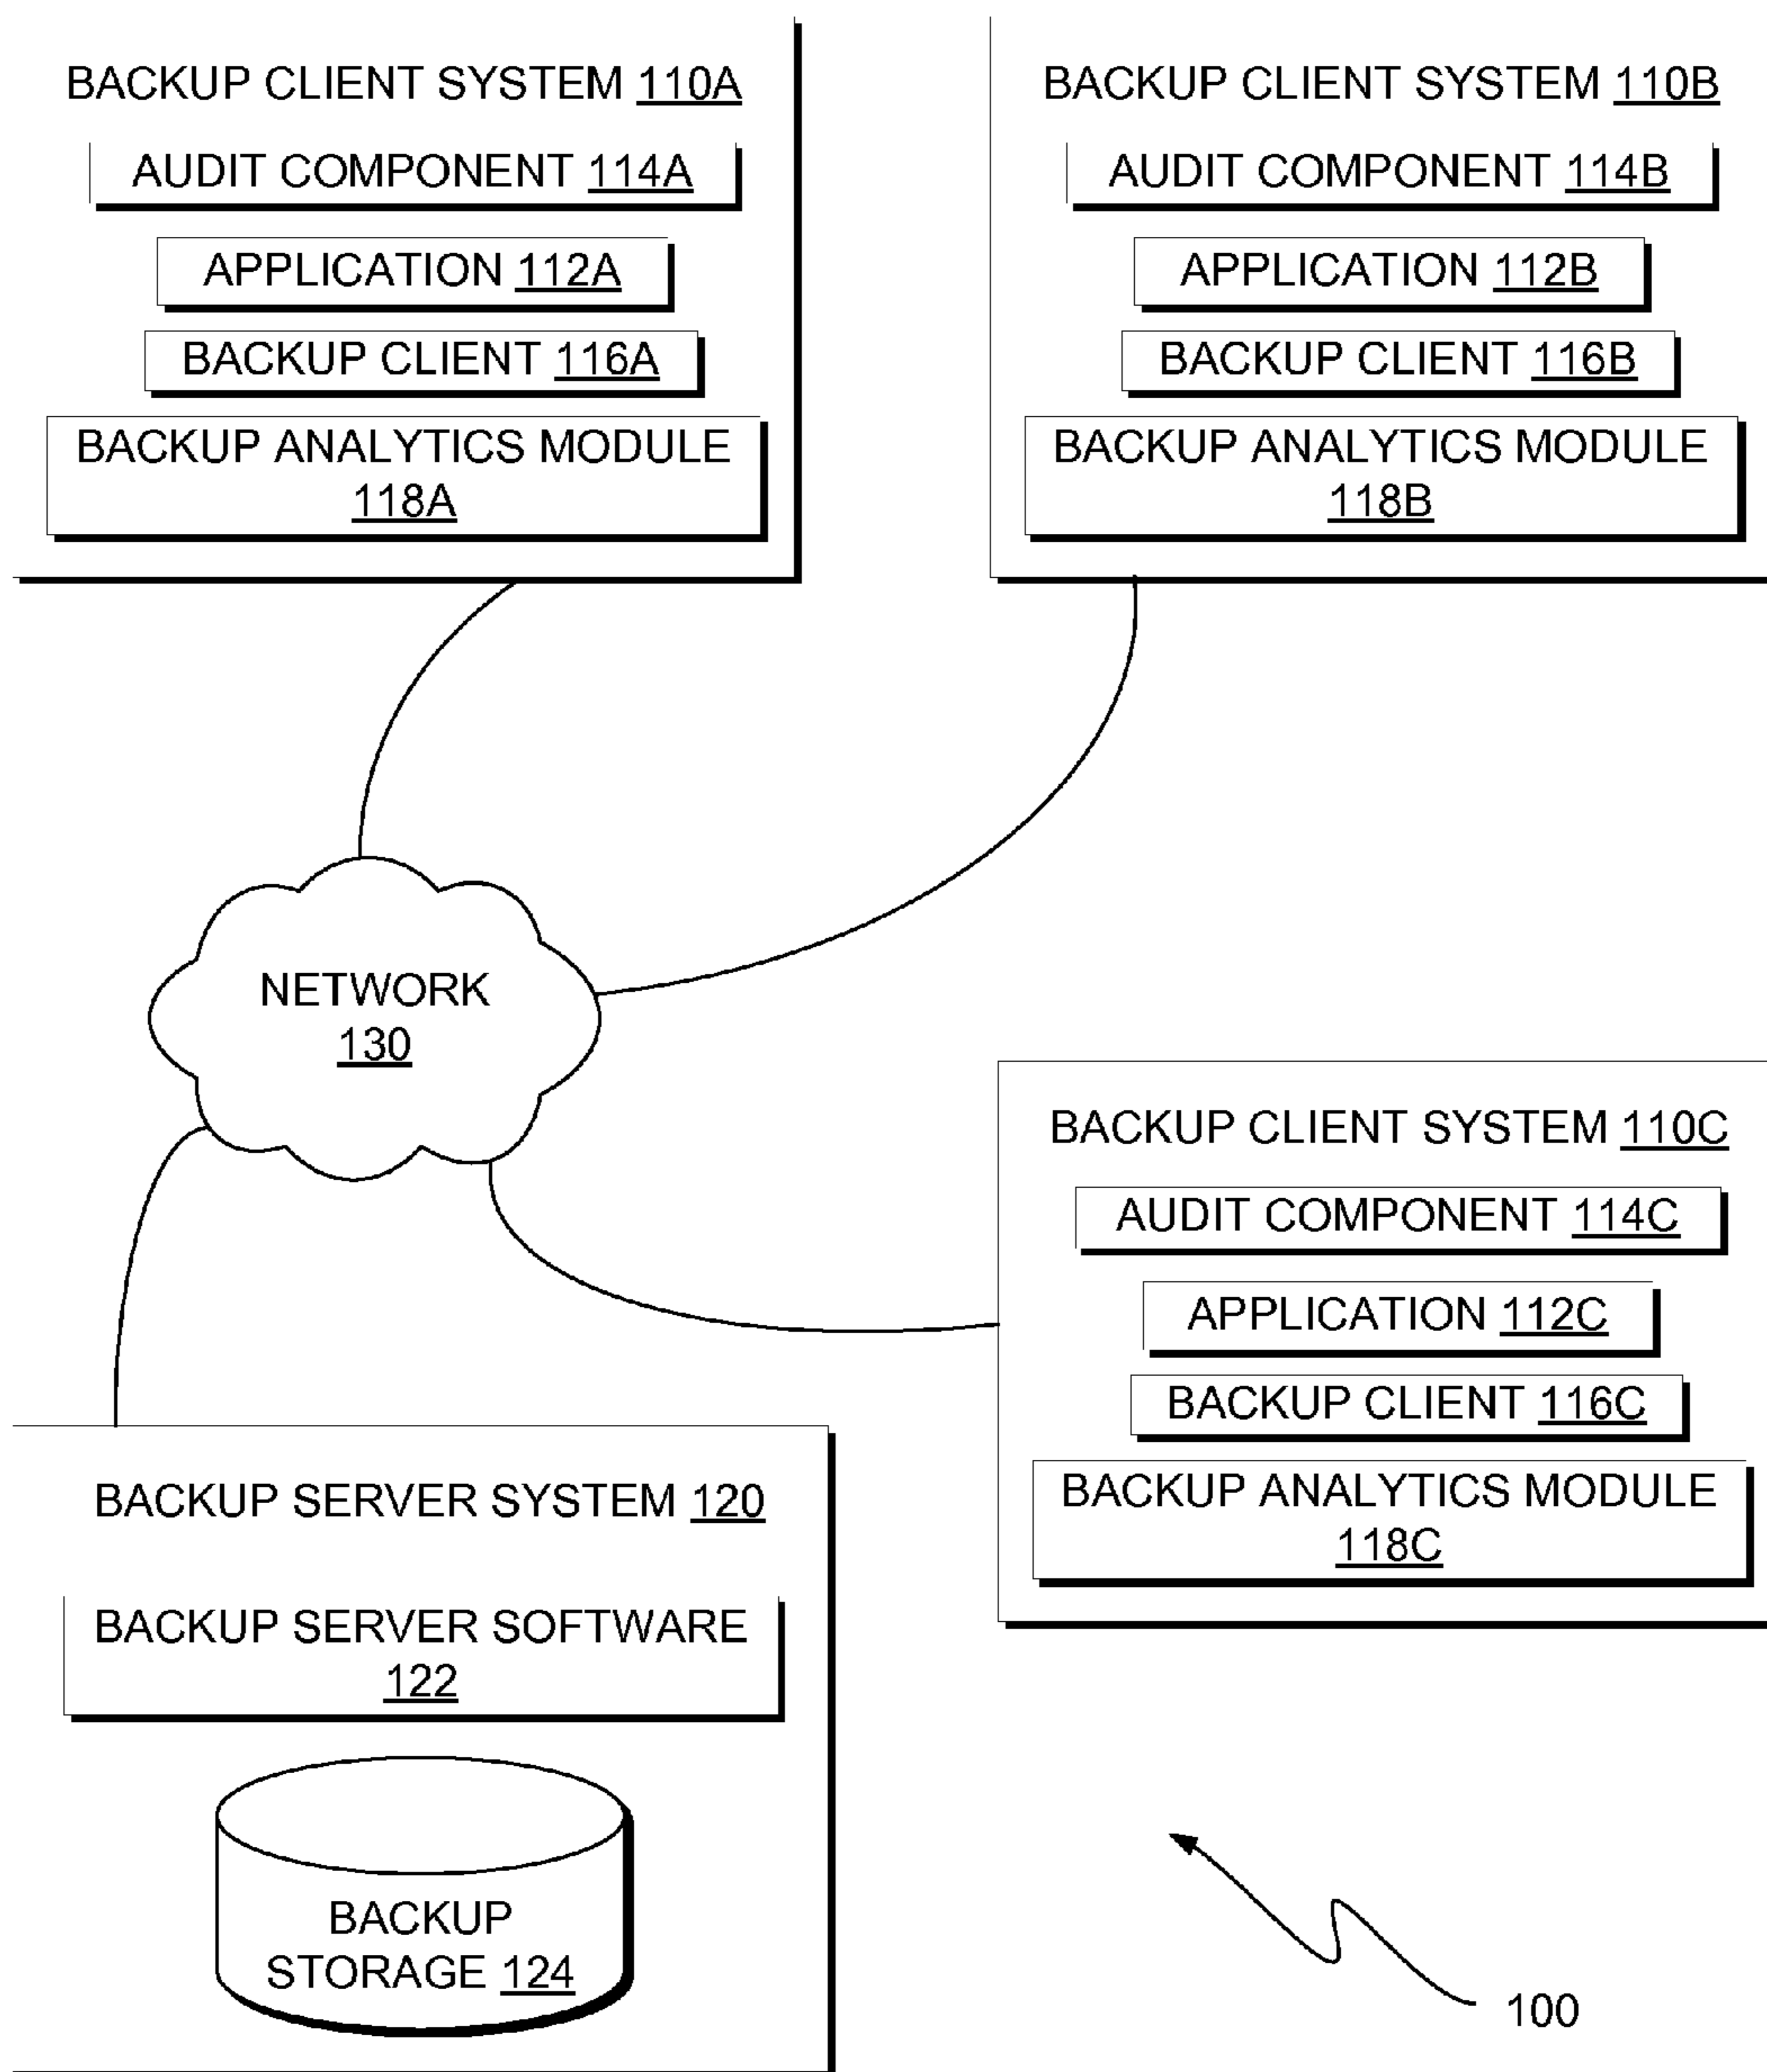 BACKUP CLIENT SYSTEM 110A
AUDIT COMPONENT 114A
APPLICATION 112A
BACKUP CLIENT 116A
BACKUP ANALYTICS MODULE
118A
BACKUP CLIENT SYSTEM 110B
AUDIT COMPONENT 114B
APPLICATION 112B
BACKUP CLIENT 116B
BACKUP ANALYTICS MODULE
118B
NETWORK
130
BACKUP CLIENT SYSTEM 110C
AUDIT COMPONENT 114C
APPLICATION 112C
BACKUP CLIENT 116C
BACKUP ANALYTICS MODULE
118C
BACKUP SERVER SYSTEM 120
BACKUP SERVER SOFTWARE
122
BACKUP
STORAGE 124
100